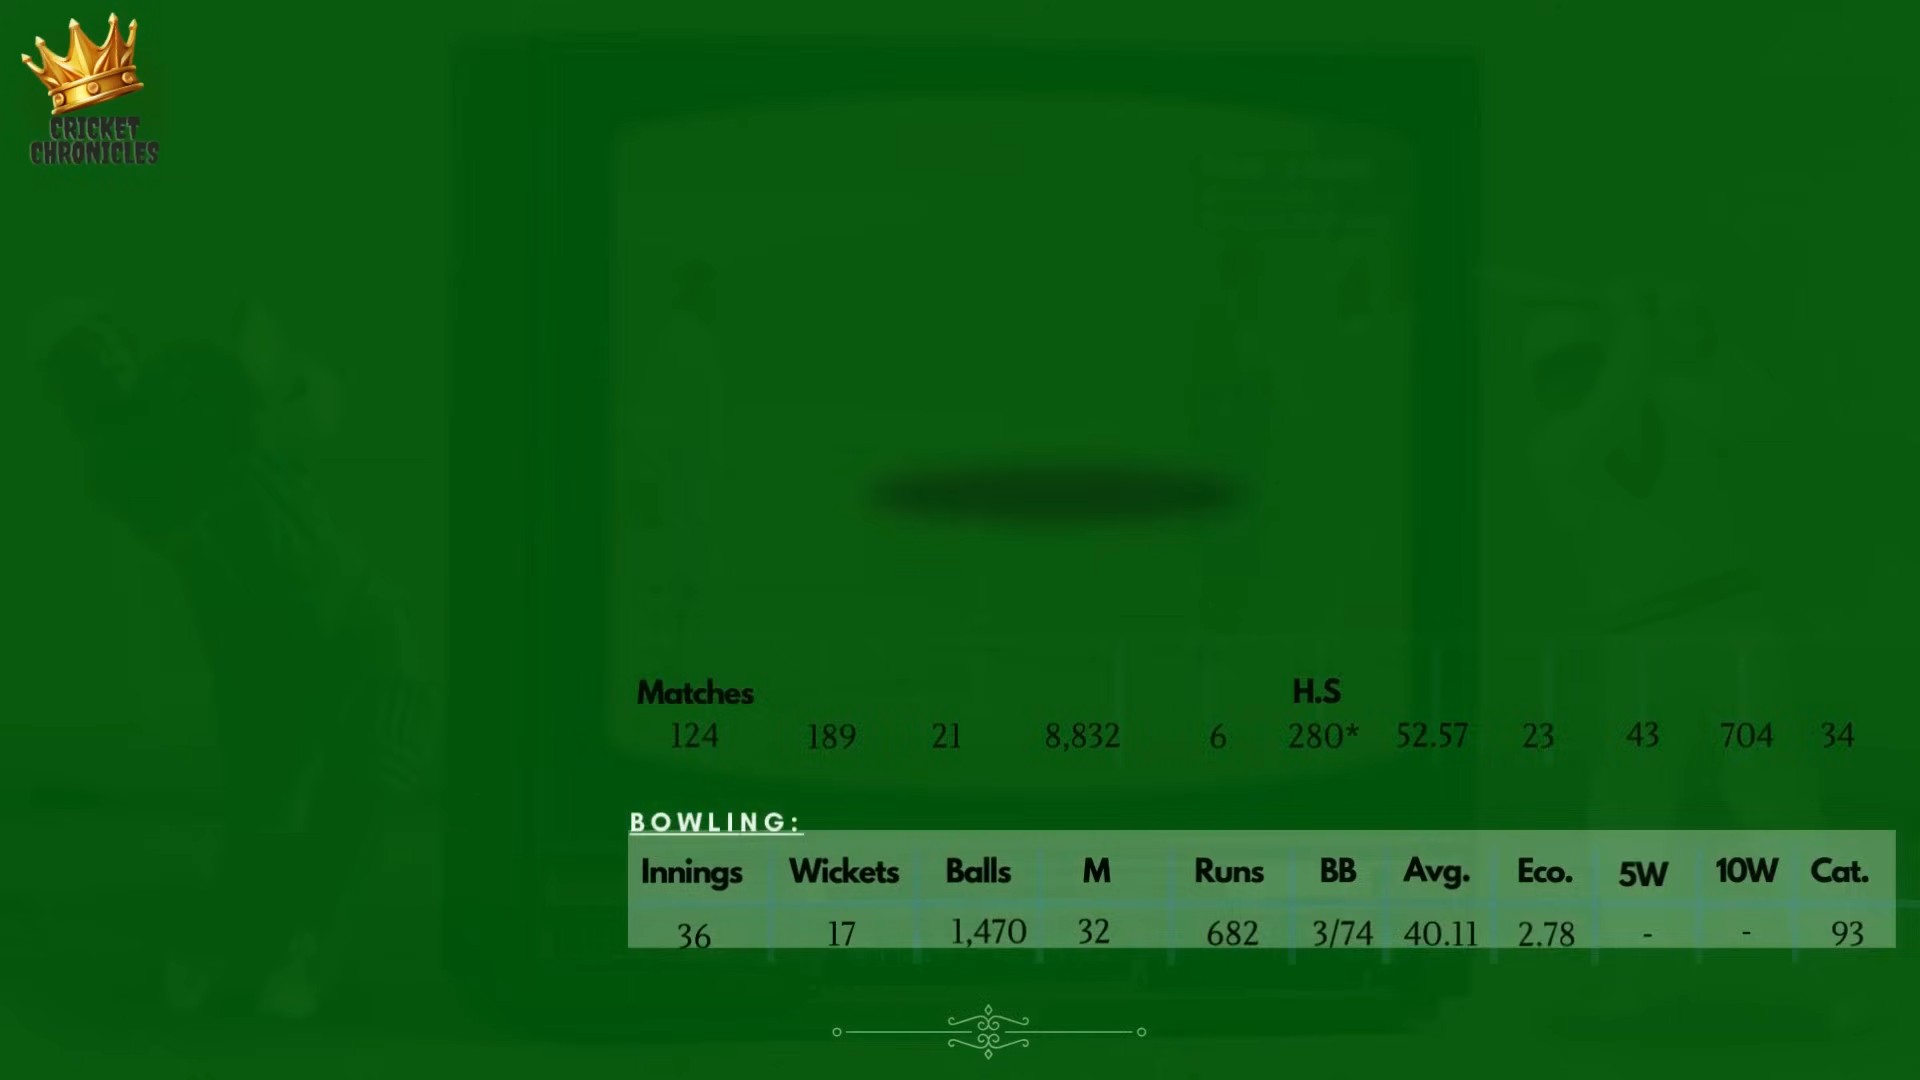 CRICKET
CHRONICLES
Matches H.S
124 189 21 8,832 6 280* 52.57 23 43 704 34
BOWLING:
Innings Wickets Balls M Runs BB Avg. Eco. 5W 10W Cat.
36 17 1,470 32 682 3/74 40.11 2.78 - - 93